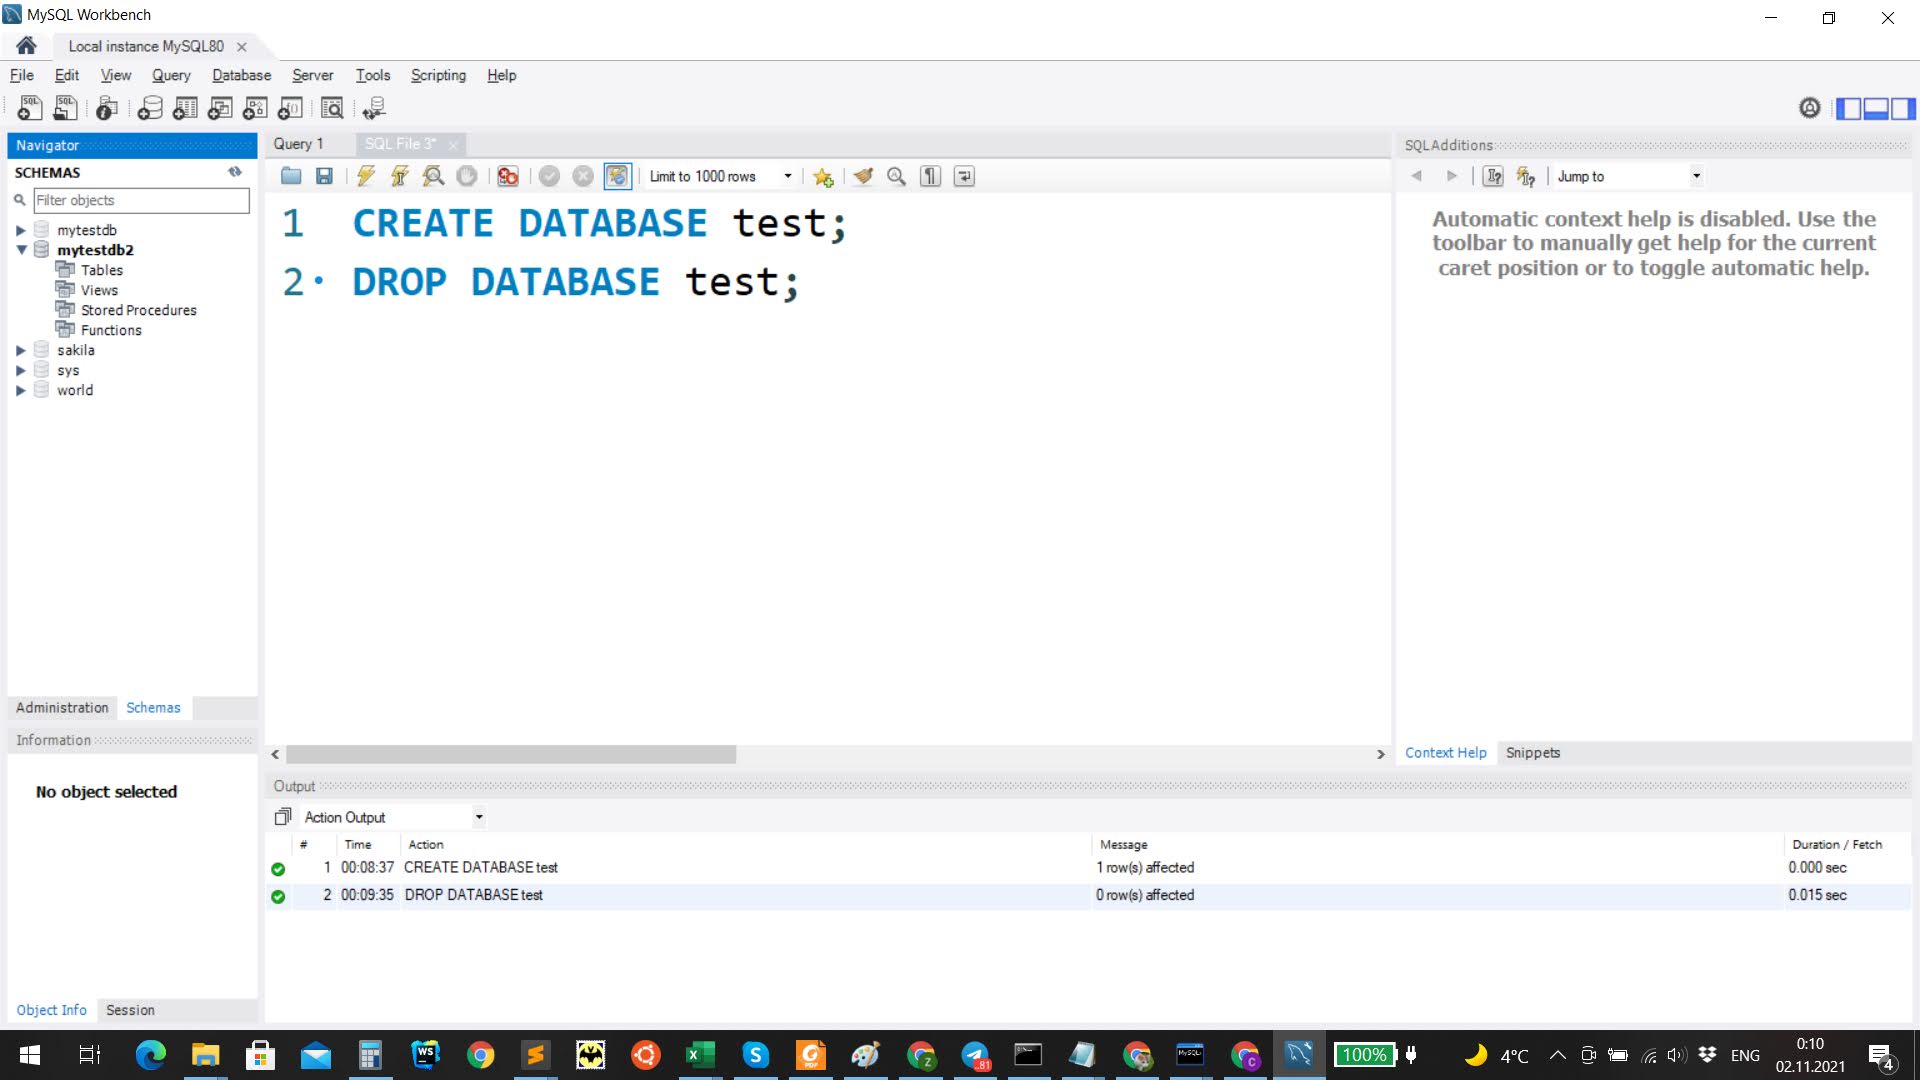 MySQL Workbench
Local instance MySQL80
File Edit View Query Database Server Tools Scripting Help
Navigator
SCHEMAS
Filter objects
mytestdb
mytestdb2
Tables
Views
Stored Procedures
Functions
sakila
sys
world
Administration Schemas
Information
No object selected
Object Info Session
Query 1 SQL File 3*
Limit to 1000 rows
1 CREATE DATABASE test;
2 DROP DATABASE test;
SQLAdditions
Jump to
Automatic context help is disabled. Use the
toolbar to manually get help for the current
caret position or to toggle automatic help.
Context Help Snippets
Output
Action Output
# Time Action Message Duration / Fetch
1 00:08:37 CREATE DATABASE test 1 row(s) affected 0.000 sec
2 00:09:35 DROP DATABASE test 0 row(s) affected 0.015 sec
100% 4°C ENG
0:10
02.11.2021
4